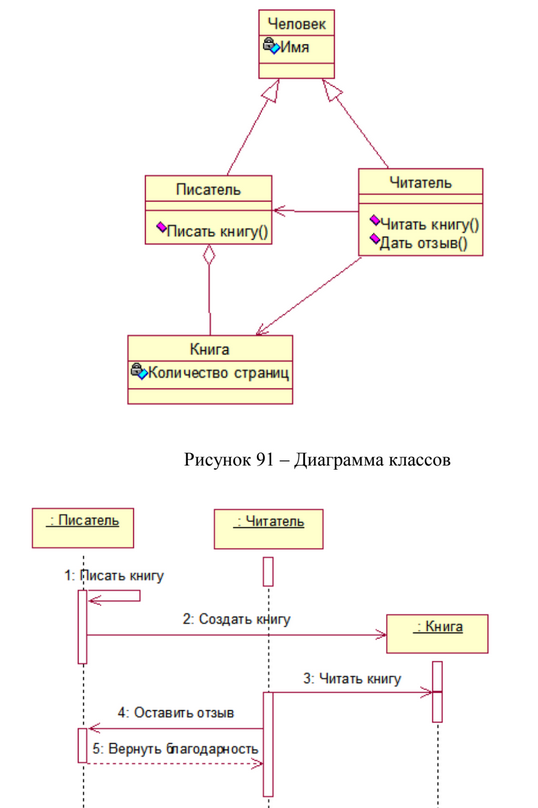 Человек
Имя
Писатель
Писать книгу()
Читатель
Читать книгу()
Дать отзыв()
Книга
Количество страниц
Рисунок 91 – Диаграмма классов
: Писатель
: Читатель
1: Писать книгу
2: Создать книгу
: Книга
3: Читать книгу
4: Оставить отзыв
5: Вернуть благодарность